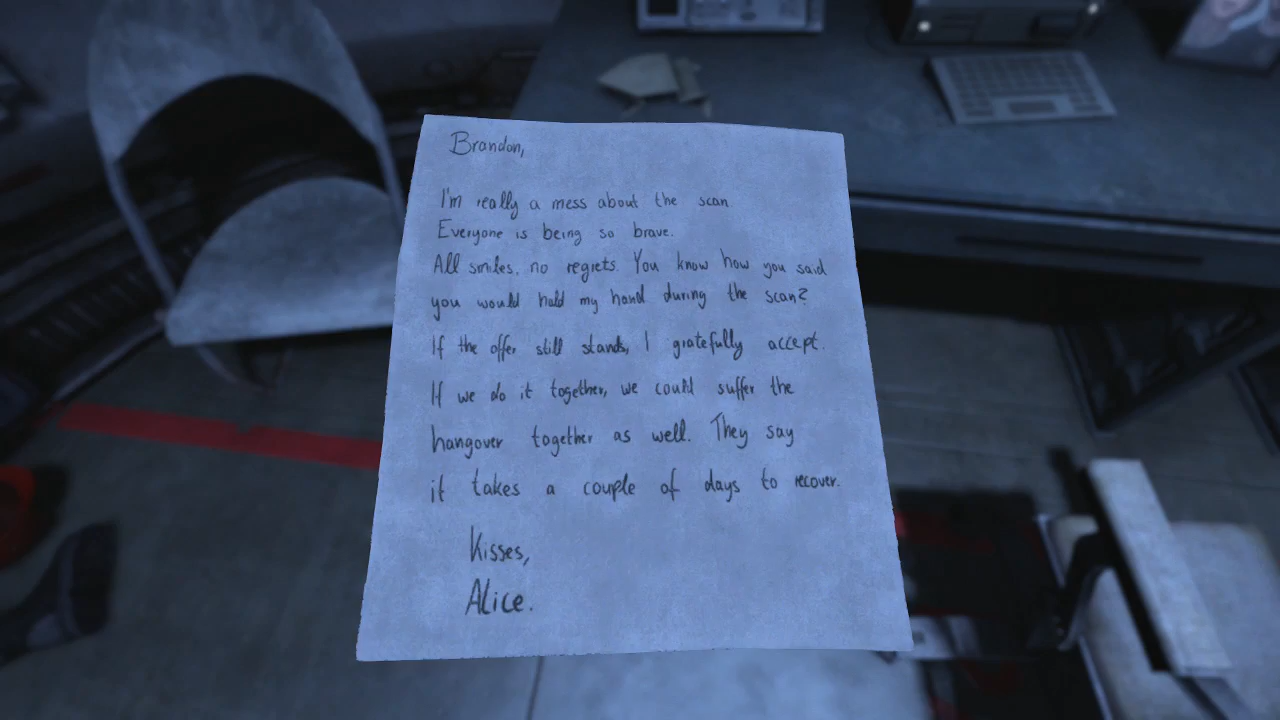 Brandon,
I'm really a mess about the scan
Everyone is being so brave.
All smiles, no regrets. You know how you said
you would hold my hand during the scan?
If the offer still stands, I gratefully accept.
If we do it together, we could suffer the
hangover together as well. They say
it takes a couple of days to recover.
Kisses,
Alice.